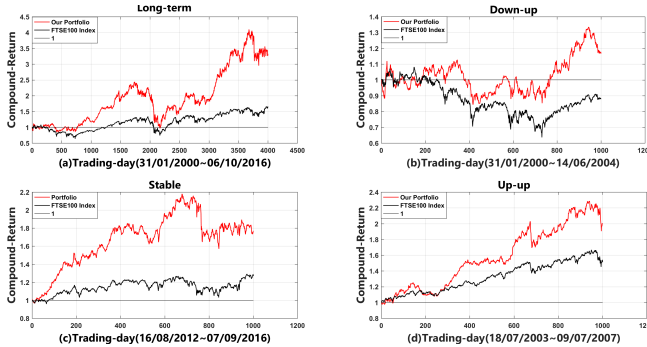 Long-term
Compound-Return
4.5
4
3.5
3
2.5
2
1.5
1
0.5
Our Portfolio
FTSE100 Index
1
0 500 1000 1500 2000 2500 3000 3500 4000 4500
(a)Trading-day(31/01/2000~06/10/2016)
Down-up
Compound-Return
1.4
1.3
1.2
1.1
1
0.9
0.8
0.7
0.6
Our Portfolio
FTSE100 Index
1
0 200 400 600 800 1000 120
(b)Trading-day(31/01/2000~14/06/2004)
Stable
Compound-Return
2.2
2
1.8
1.6
1.4
1.2
1
0.8
Portfolio
FTSE100 Index
1
0 200 400 600 800 1000 1200
(c)Trading-day(16/08/2012~07/09/2016)
Up-up
Compound-Return
2.4
2.2
2
1.8
1.6
1.4
1.2
1
0.8
Our Portfolio
FTSE100 Index
1
0 200 400 600 800 1000 120
(d)Trading-day(18/07/2003~09/07/2007)